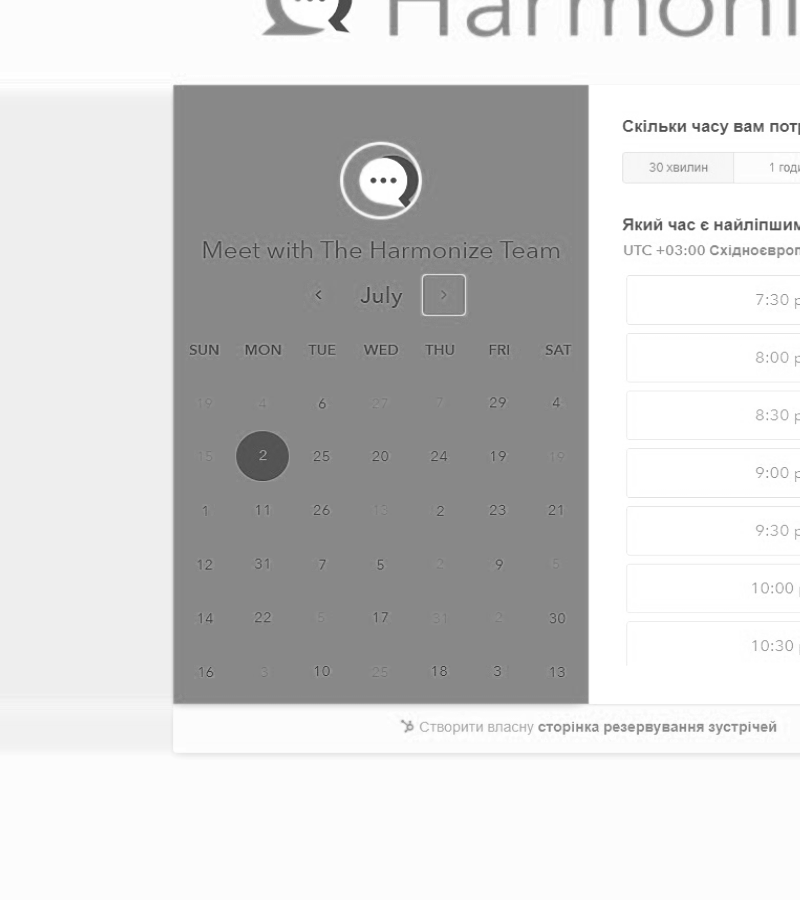 Harmoni
Meet with The Harmonize Team
July
SUN MON TUE WED THU FRI SAT
19 4 6 27 7 29 4
15 2 25 20 24 19 19
1 11 26 13 2 23 21
12 31 7 5 2 9 5
14 22 5 17 31 2 30
16 3 10 25 18 3 13
Скільки часу вам пот
30 хвилин 1 год
Який час є найліпшим
UTC +03:00 Східноєвроп
7:30 p
8:00 p
8:30 p
9:00 p
9:30 p
10:00
10:30 p
Створити власну сторінка резервування зустрічей